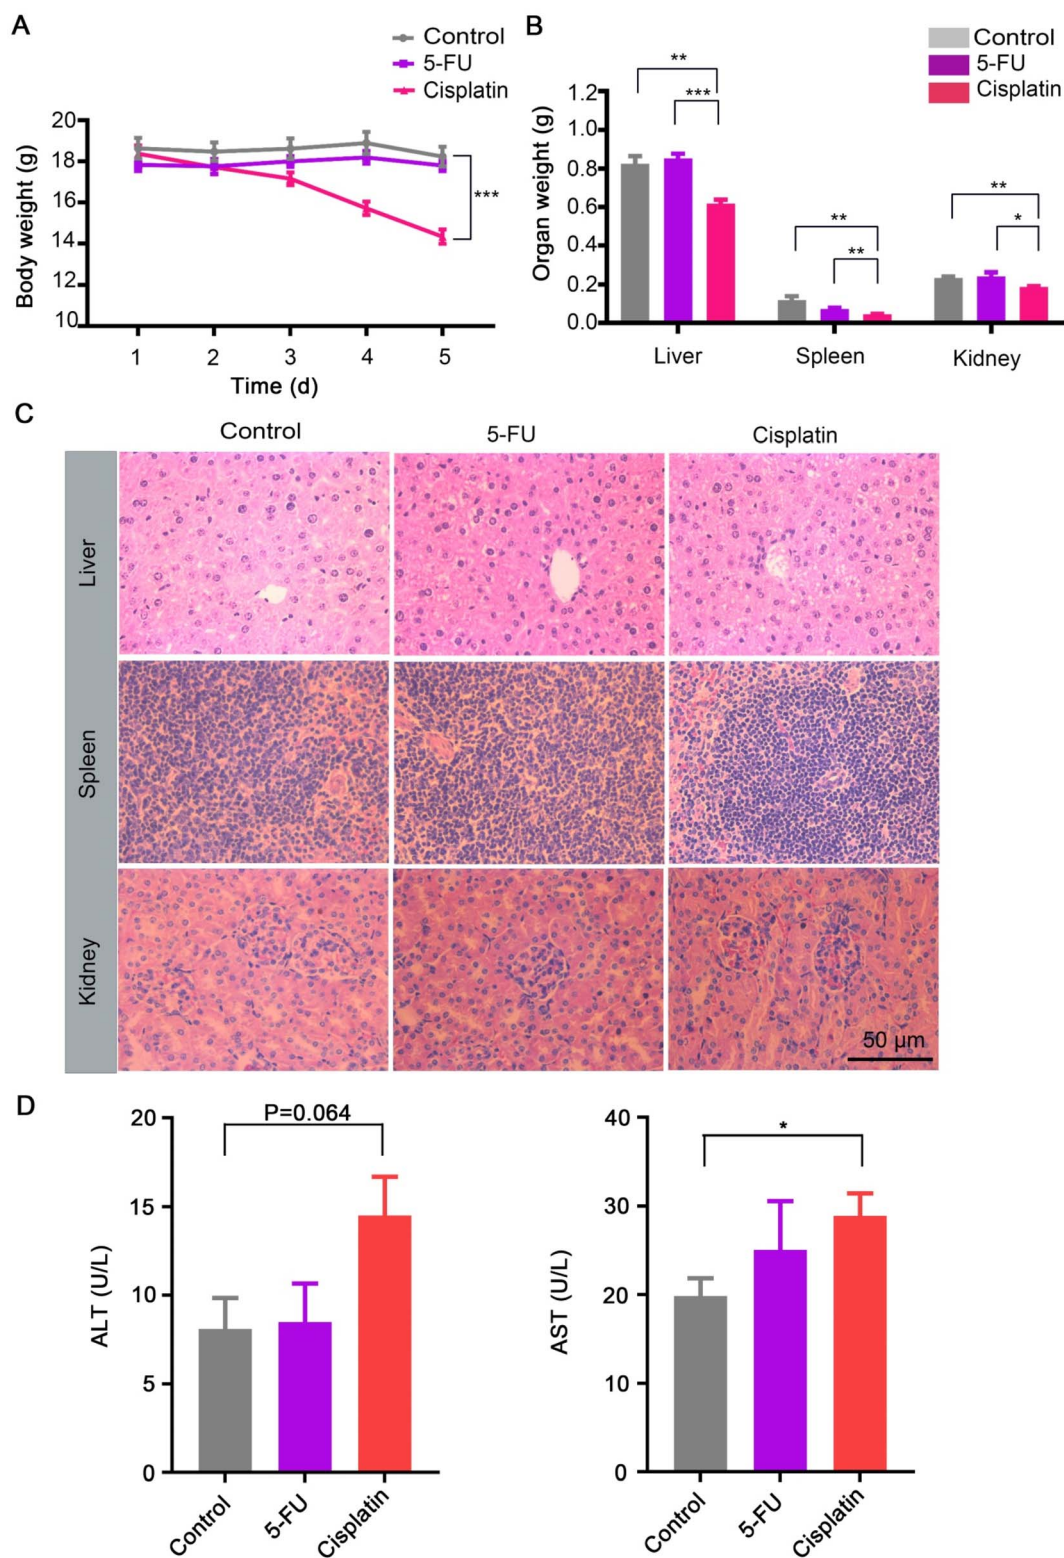 A
Control
5-FU
Cisplatin
Body weight (g)
20
18
16
14
12
10
***
1 2 3 4 5
Time (d)
B
Control
5-FU
Cisplatin
Organ weight (g)
1.2
1.0
0.8
0.6
0.4
0.2
0.0
** *** ** ** ** *
Liver Spleen Kidney
C
Control 5-FU Cisplatin
Liver
Spleen
Kidney
50 µm
D
ALT (U/L)
20
15
10
5
0
P=0.064
Control 5-FU Cisplatin
AST (U/L)
40
30
20
10
0
*
Control 5-FU Cisplatin